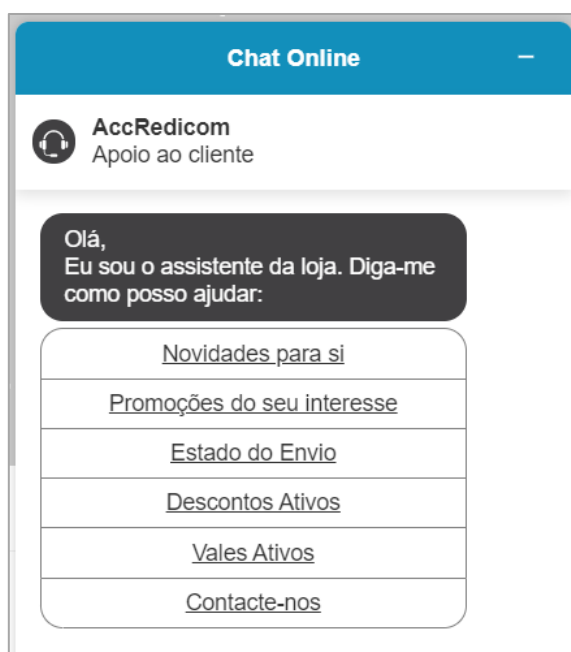 Chat Online
AccRedicom
Apoio ao cliente
Olá,
Eu sou o assistente da loja. Diga-me
como posso ajudar:
Novidades para si
Promoções do seu interesse
Estado do Envio
Descontos Ativos
Vales Ativos
Contacte-nos